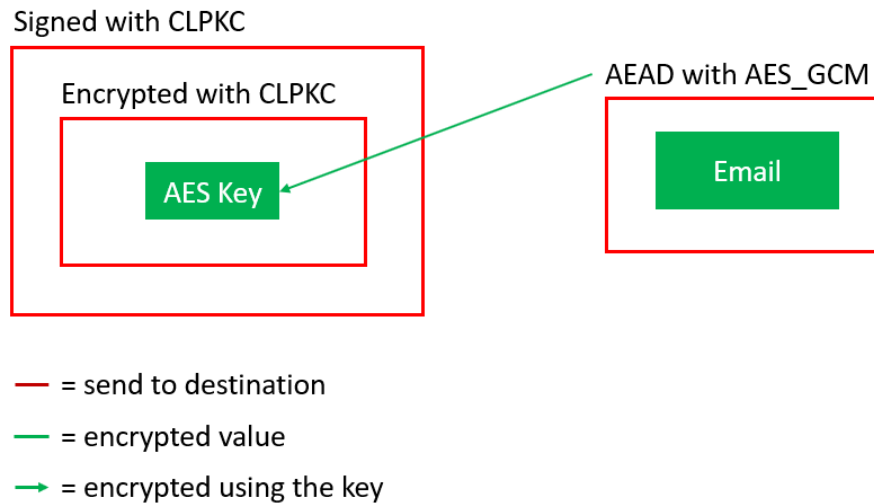 Signed with CLPKC
Encrypted with CLPKC
AES Key
AEAD with AES_GCM
Email
= send to destination
= encrypted value
= encrypted using the key